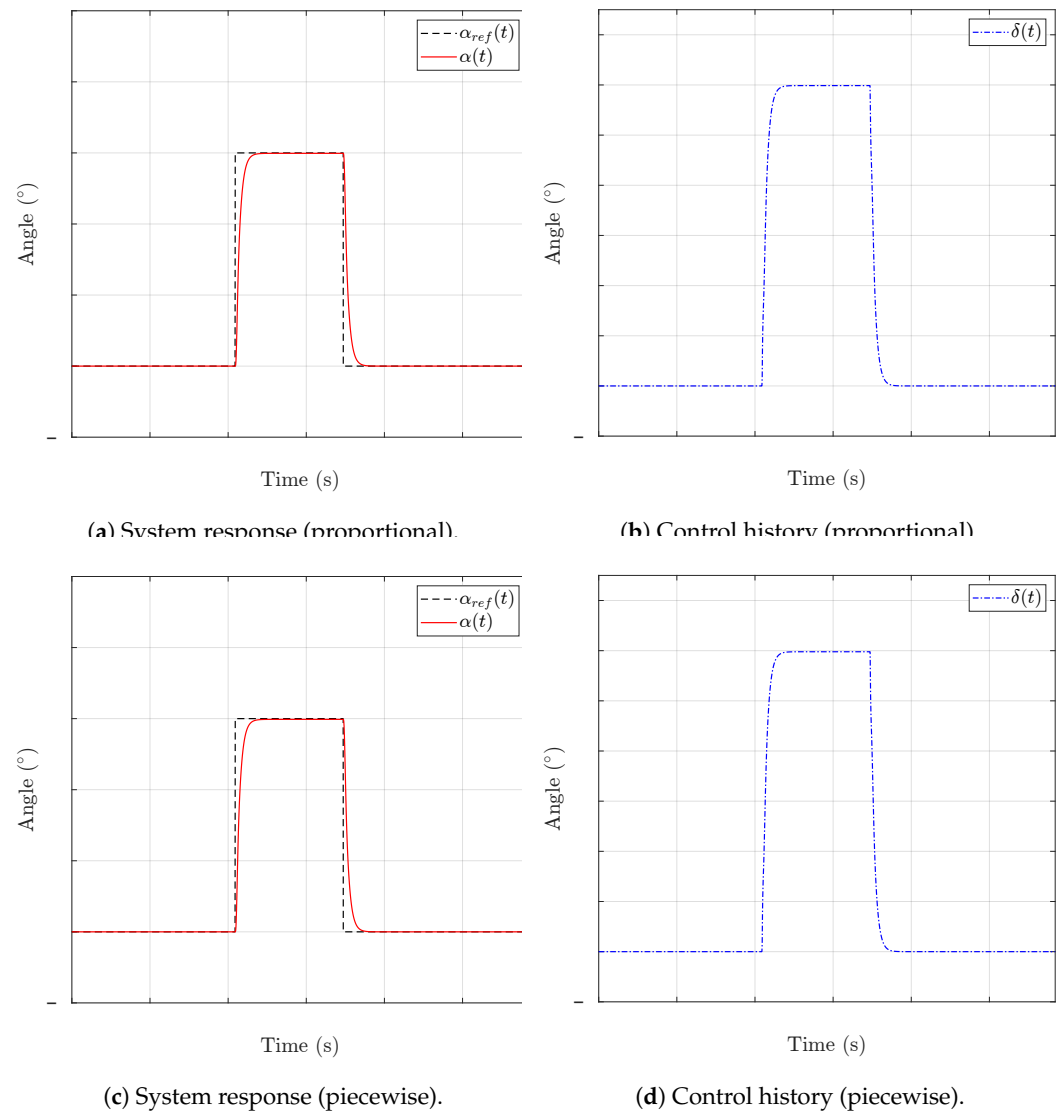 α_ref(t)
α(t)
Angle (°)
–
Time (s)
δ(t)
Angle (°)
–
Time (s)
(a) System response (proportional).
(b) Control history (proportional)
α_ref(t)
α(t)
Angle (°)
–
Time (s)
δ(t)
Angle (°)
–
Time (s)
(c) System response (piecewise).
(d) Control history (piecewise).